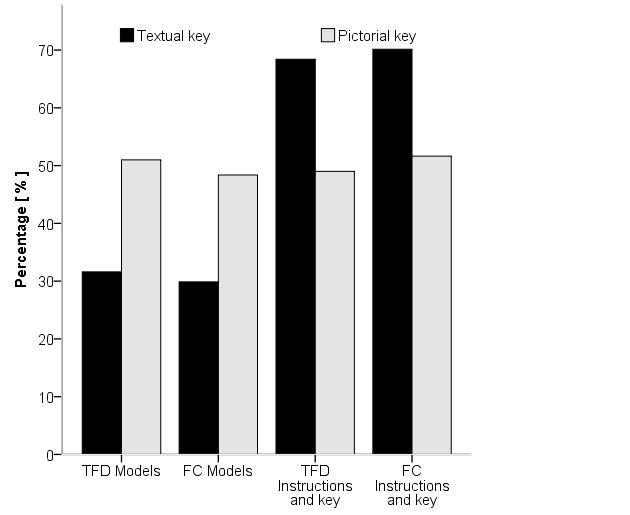 Textual key
Pictorial key
Percentage [ % ]
70
60
50
40
30
20
10
0
TFD Models
FC Models
TFD
Instructions
and key
FC
Instructions
and key